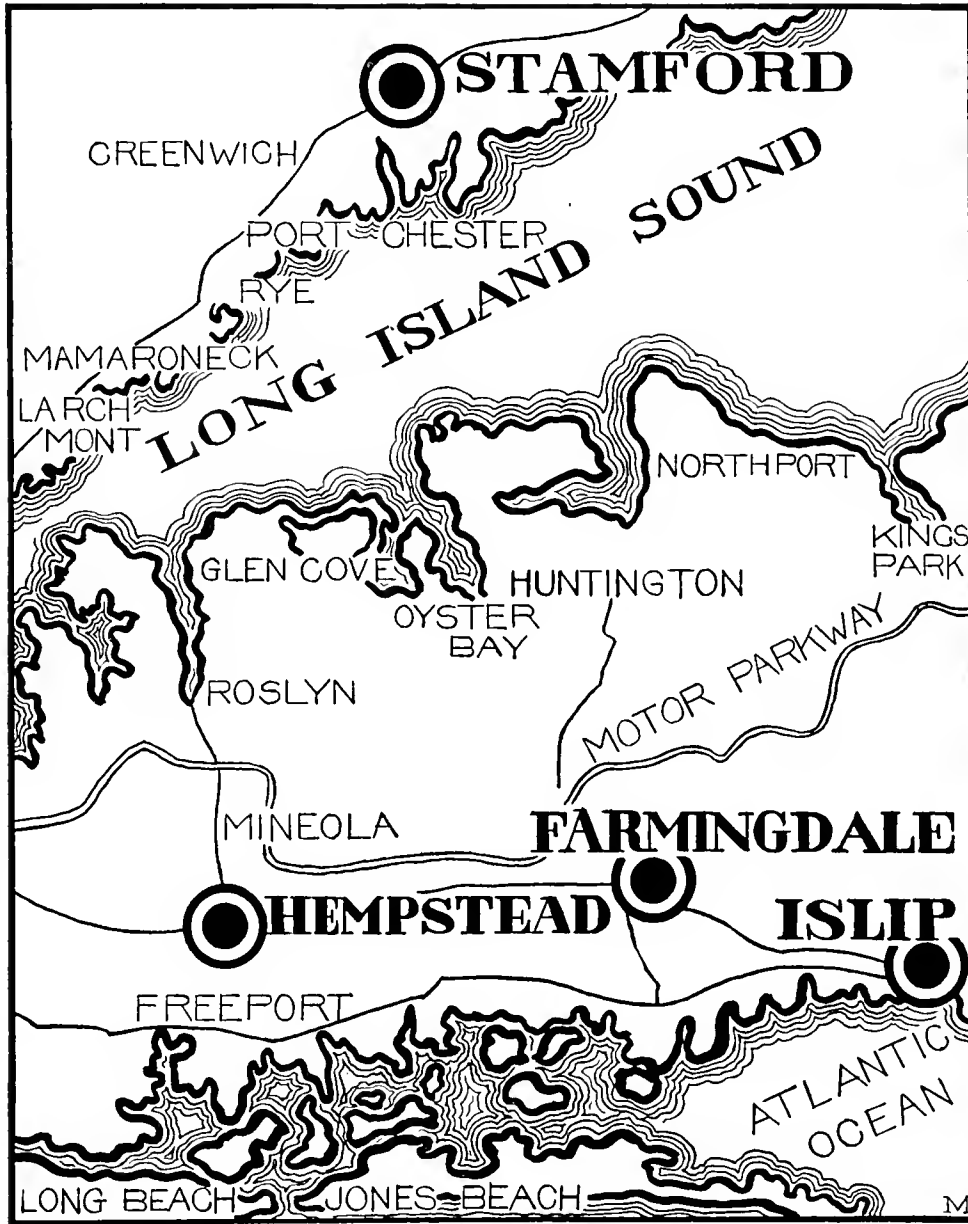 STAMFORD
GREENWICH
LONG ISLAND SOUND
PORT CHESTER
RYE
MAMARONECK
LARCH
MONT
NORTHPORT
KINGS
PARK
GLEN COVE
HUNTINGTON
OYSTER
BAY
ROSLYN
MOTOR PARKWAY
MINEOLA
FARMINGDALE
HEMPSTEAD
ISLIP
FREEPORT
ATLANTIC
OCEAN
LONG BEACH
JONES BEACH
M